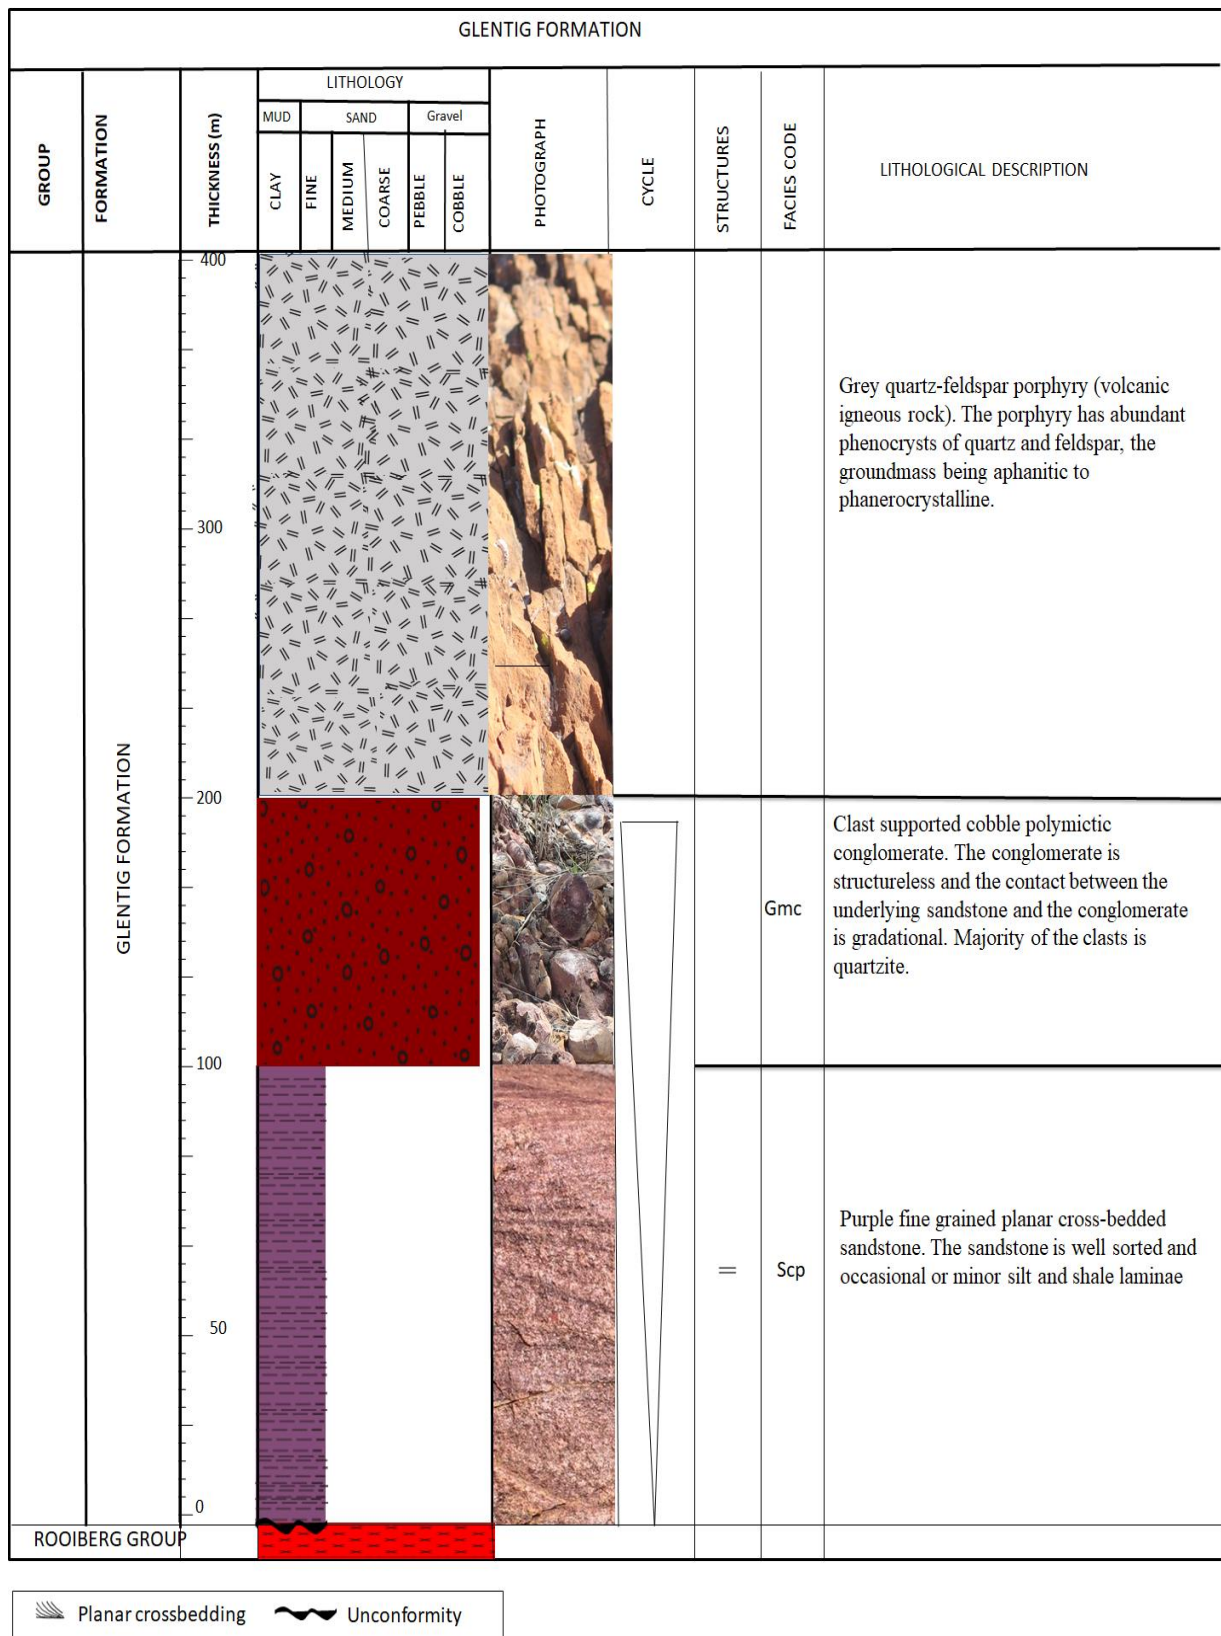 GLENTIG FORMATION
GROUP
FORMATION
THICKNESS (m)
LITHOLOGY
MUD
SAND
Gravel
CLAY
FINE
MEDIUM
COARSE
PEBBLE
COBBLE
PHOTOGRAPH
CYCLE
STRUCTURES
FACIES CODE
LITHOLOGICAL DESCRIPTION
GLENTIG FORMATION
400
300
200
100
50
0
Grey quartz-feldspar porphyry (volcanic
igneous rock). The porphyry has abundant
phenocrysts of quartz and feldspar, the
groundmass being aphanitic to
phanerocrystalline.
Gmc
Clast supported cobble polymictic
conglomerate. The conglomerate is
structureless and the contact between the
underlying sandstone and the conglomerate
is gradational. Majority of the clasts is
quartzite.
Scp
Purple fine grained planar cross-bedded
sandstone. The sandstone is well sorted and
occasional or minor silt and shale laminae
ROOIBERG GROUP
Planar crossbedding
Unconformity